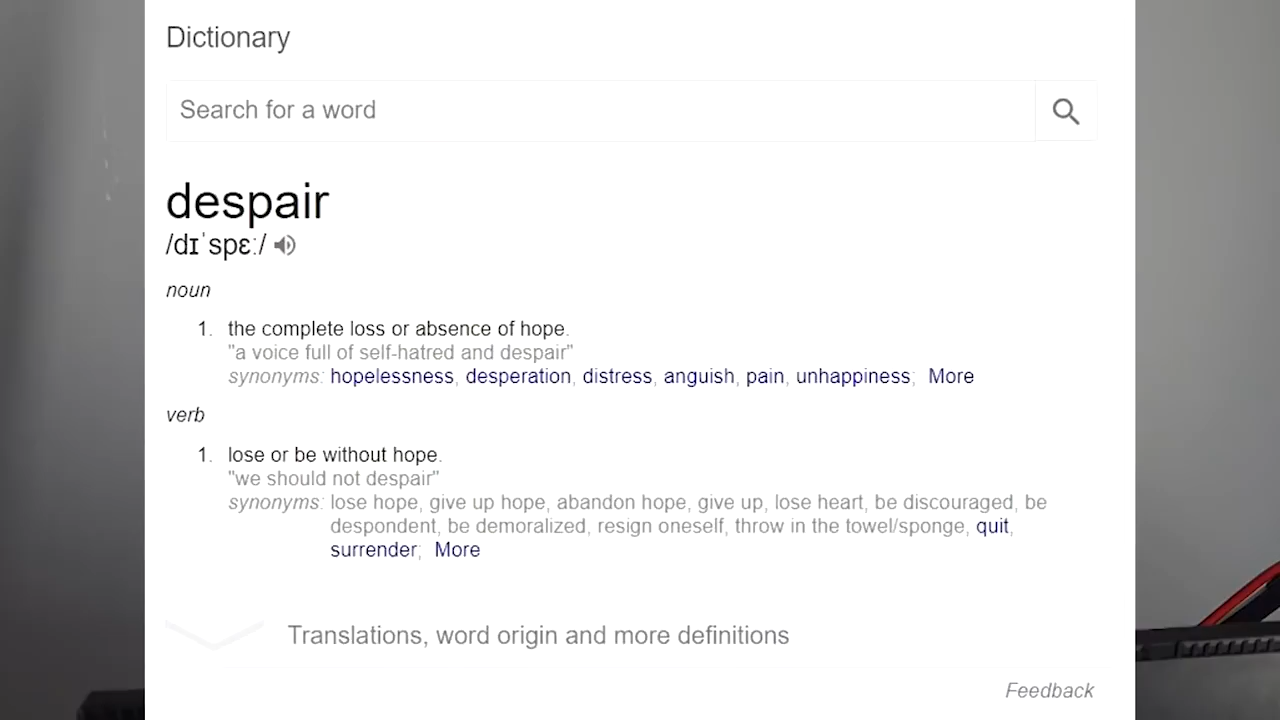 Dictionary
Search for a word
despair
/dɪˈspɛː/
noun
1. the complete loss or absence of hope.
"a voice full of self-hatred and despair"
synonyms: hopelessness, desperation, distress, anguish, pain, unhappiness; More
verb
1. lose or be without hope.
"we should not despair"
synonyms: lose hope, give up hope, abandon hope, give up, lose heart, be discouraged, be
despondent, be demoralized, resign oneself, throw in the towel/sponge, quit,
surrender; More
Translations, word origin and more definitions
Feedback